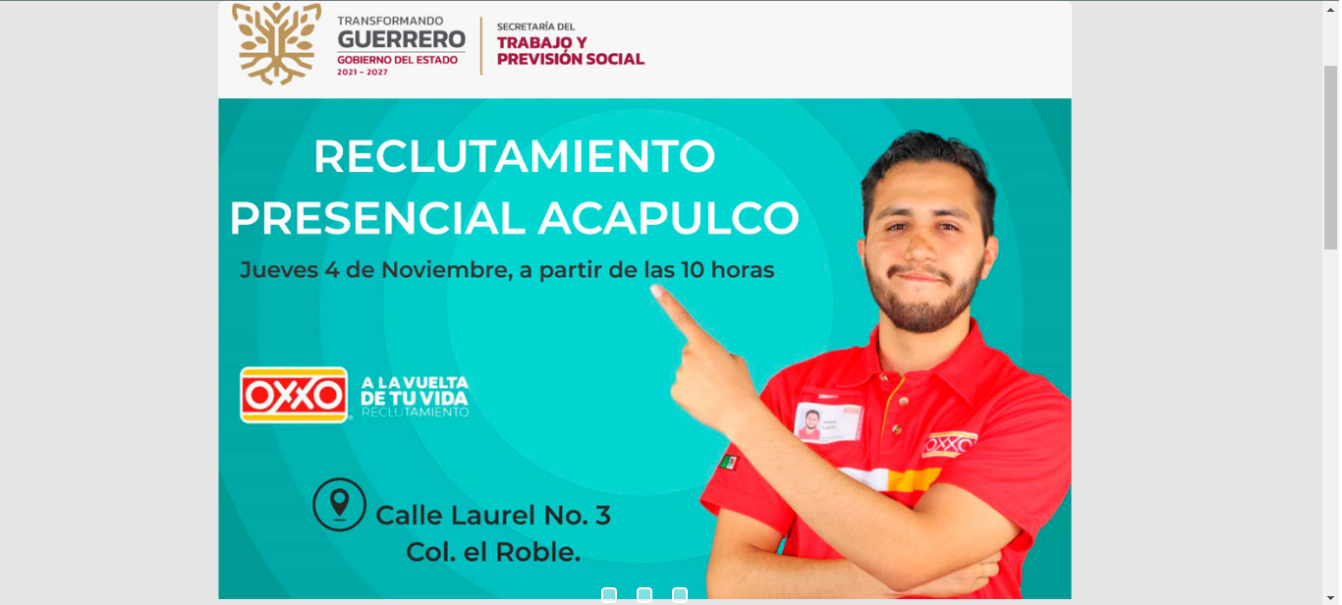 TRANSFORMANDO
GUERRERO
GOBIERNO DEL ESTADO
2021 - 2027
SECRETARÍA DEL
TRABAJO Y
PREVISIÓN SOCIAL
RECLUTAMIENTO
PRESENCIAL ACAPULCO
Jueves 4 de Noviembre, a partir de las 10 horas
OXXO
A LA VUELTA
DE TU VIDA
RECLUTAMIENTO
OXXO
Calle Laurel No. 3
Col. el Roble.